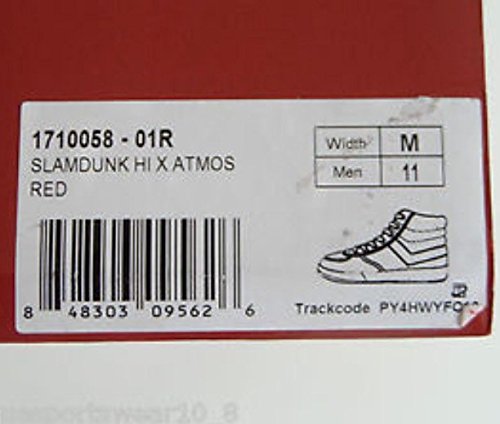 1710058 - 01R
SLAMDUNK HI X ATMOS
RED
Width M
Men 11
8 48303 09562 6
Trackcode